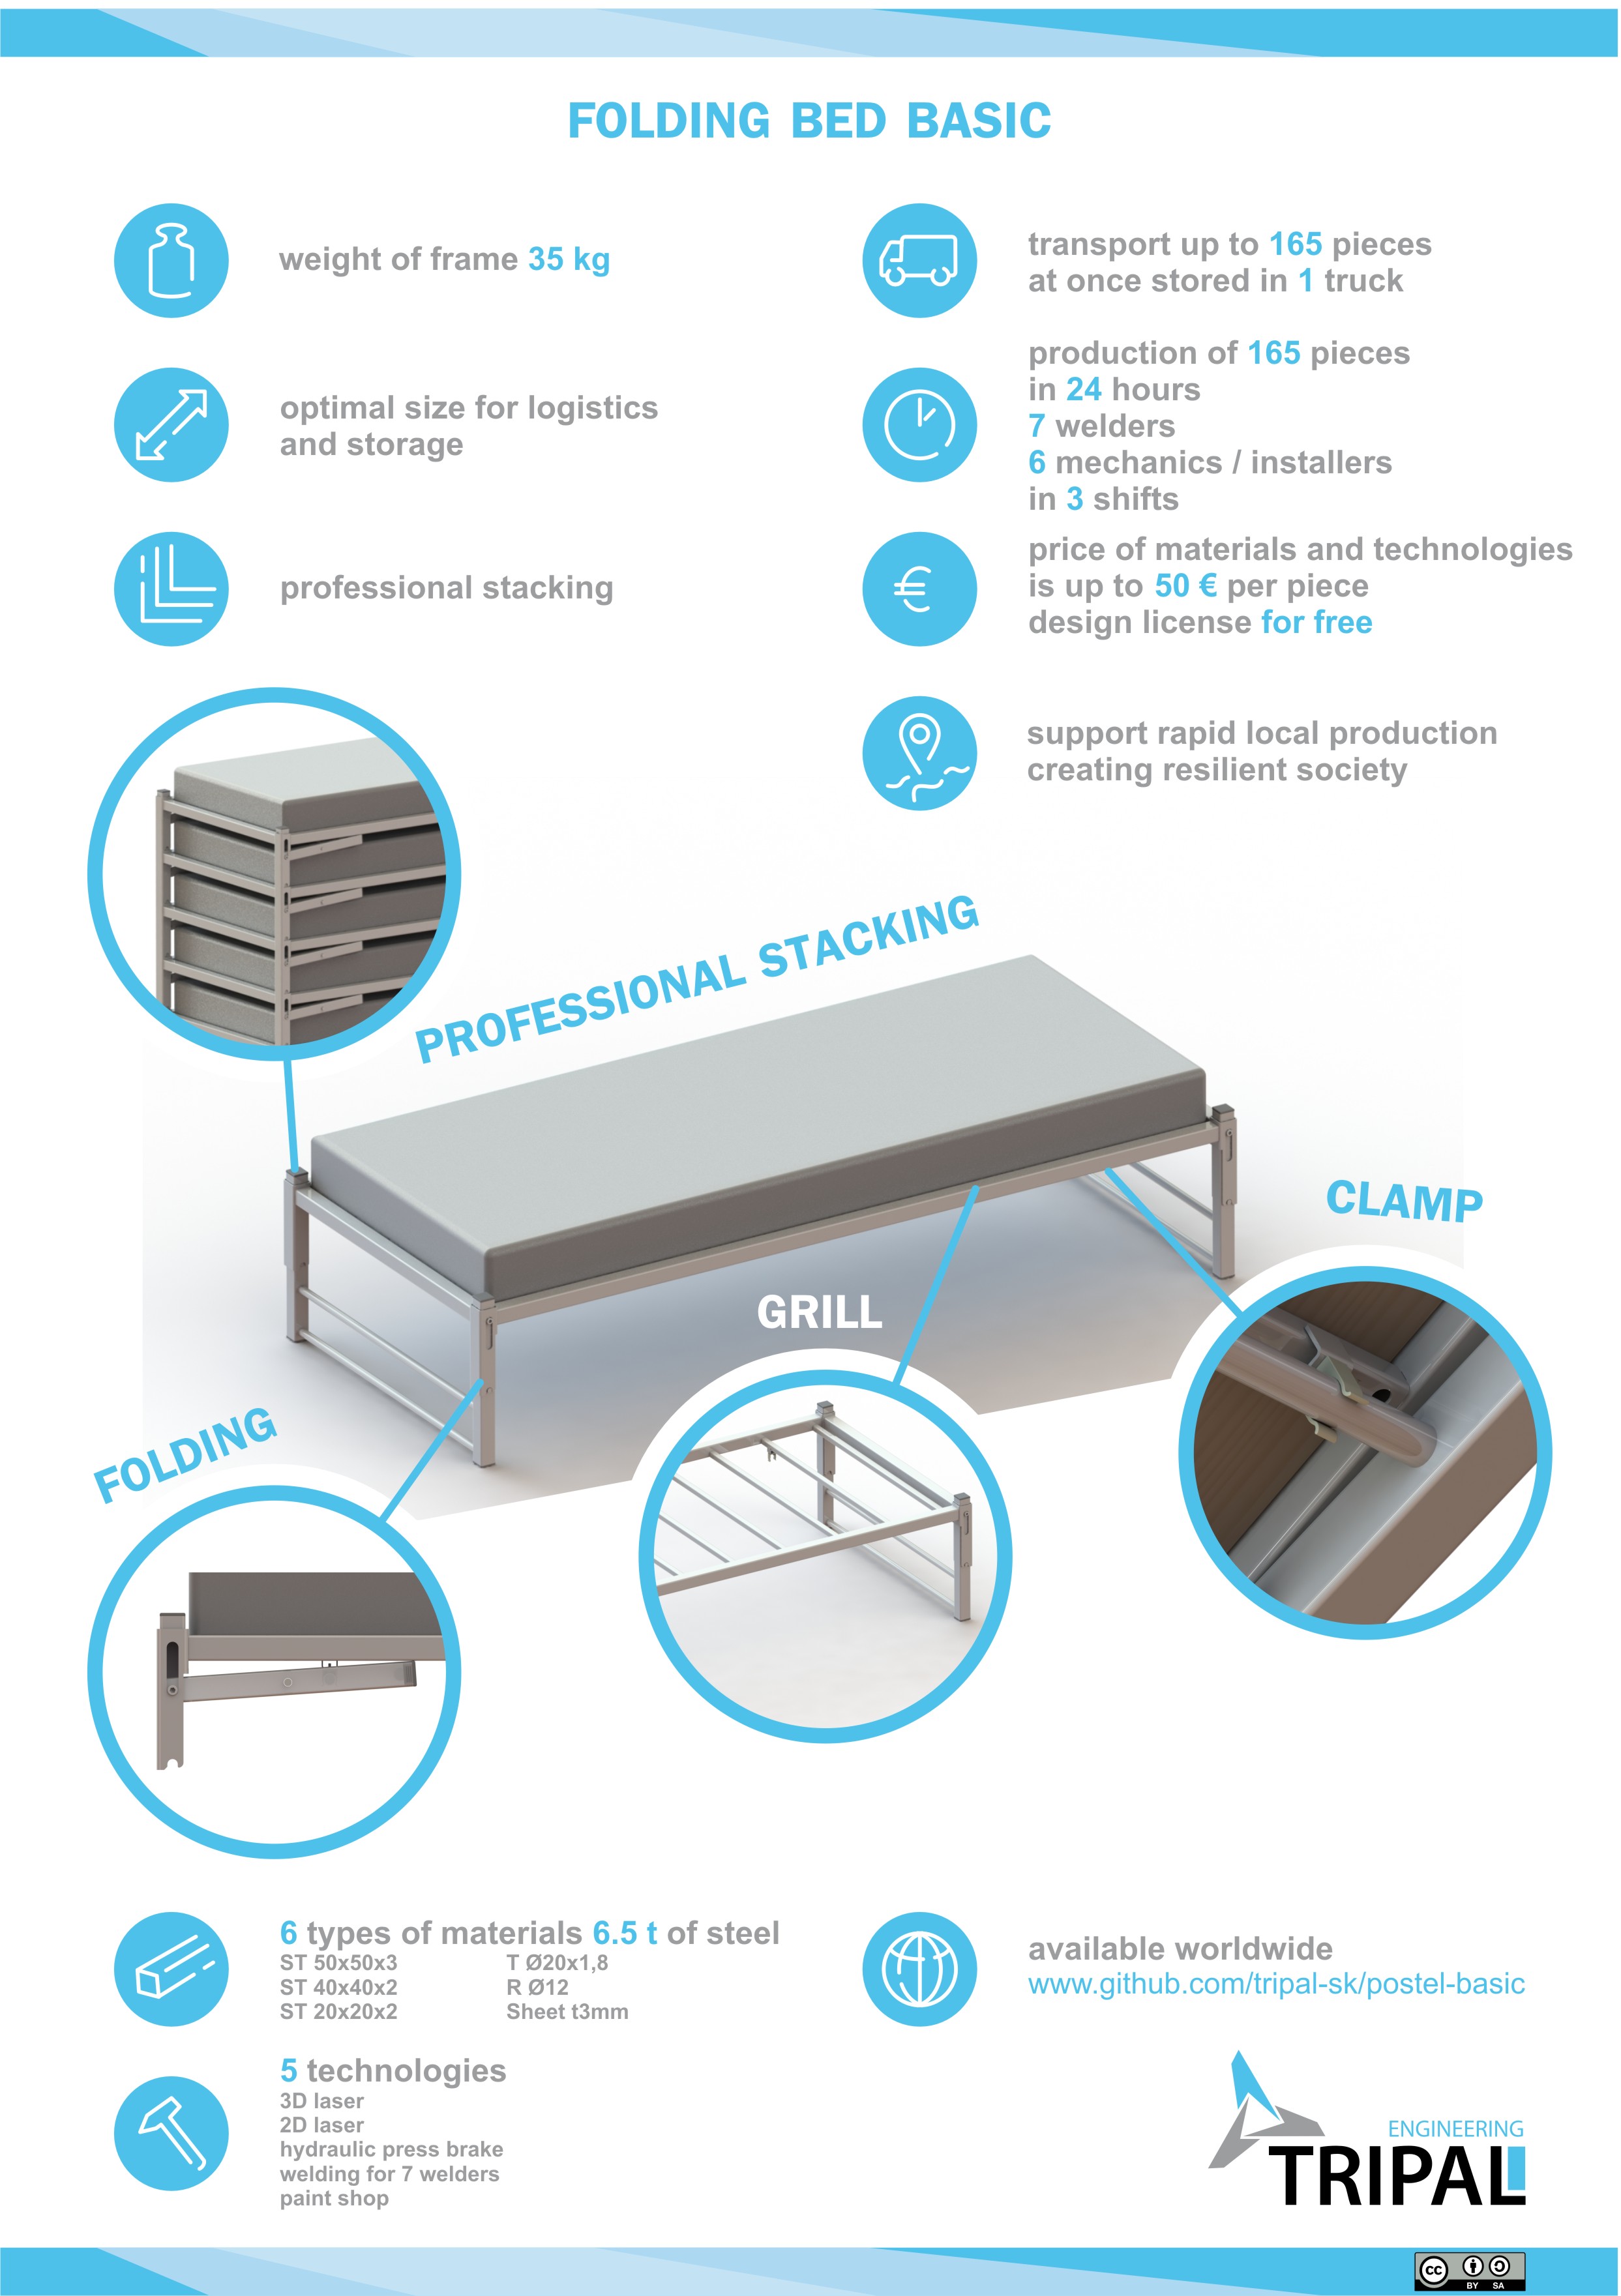 FOLDING BED BASIC
weight of frame 35 kg
optimal size for logistics
and storage
professional stacking
transport up to 165 pieces
at once stored in 1 truck
production of 165 pieces
in 24 hours
7 welders
6 mechanics / installers
in 3 shifts
price of materials and technologies
is up to 50 € per piece
design license for free
support rapid local production
creating resilient society
PROFESSIONAL STACKING
CLAMP
GRILL
FOLDING
6 types of materials 6.5 t of steel
ST 50x50x3
ST 40x40x2
ST 20x20x2
T Ø20x1,8
R Ø12
Sheet t3mm
5 technologies
3D laser
2D laser
hydraulic press brake
welding for 7 welders
paint shop
available worldwide
www.github.com/tripal-sk/postel-basic
ENGINEERING
TRIPAL
CC BY SA